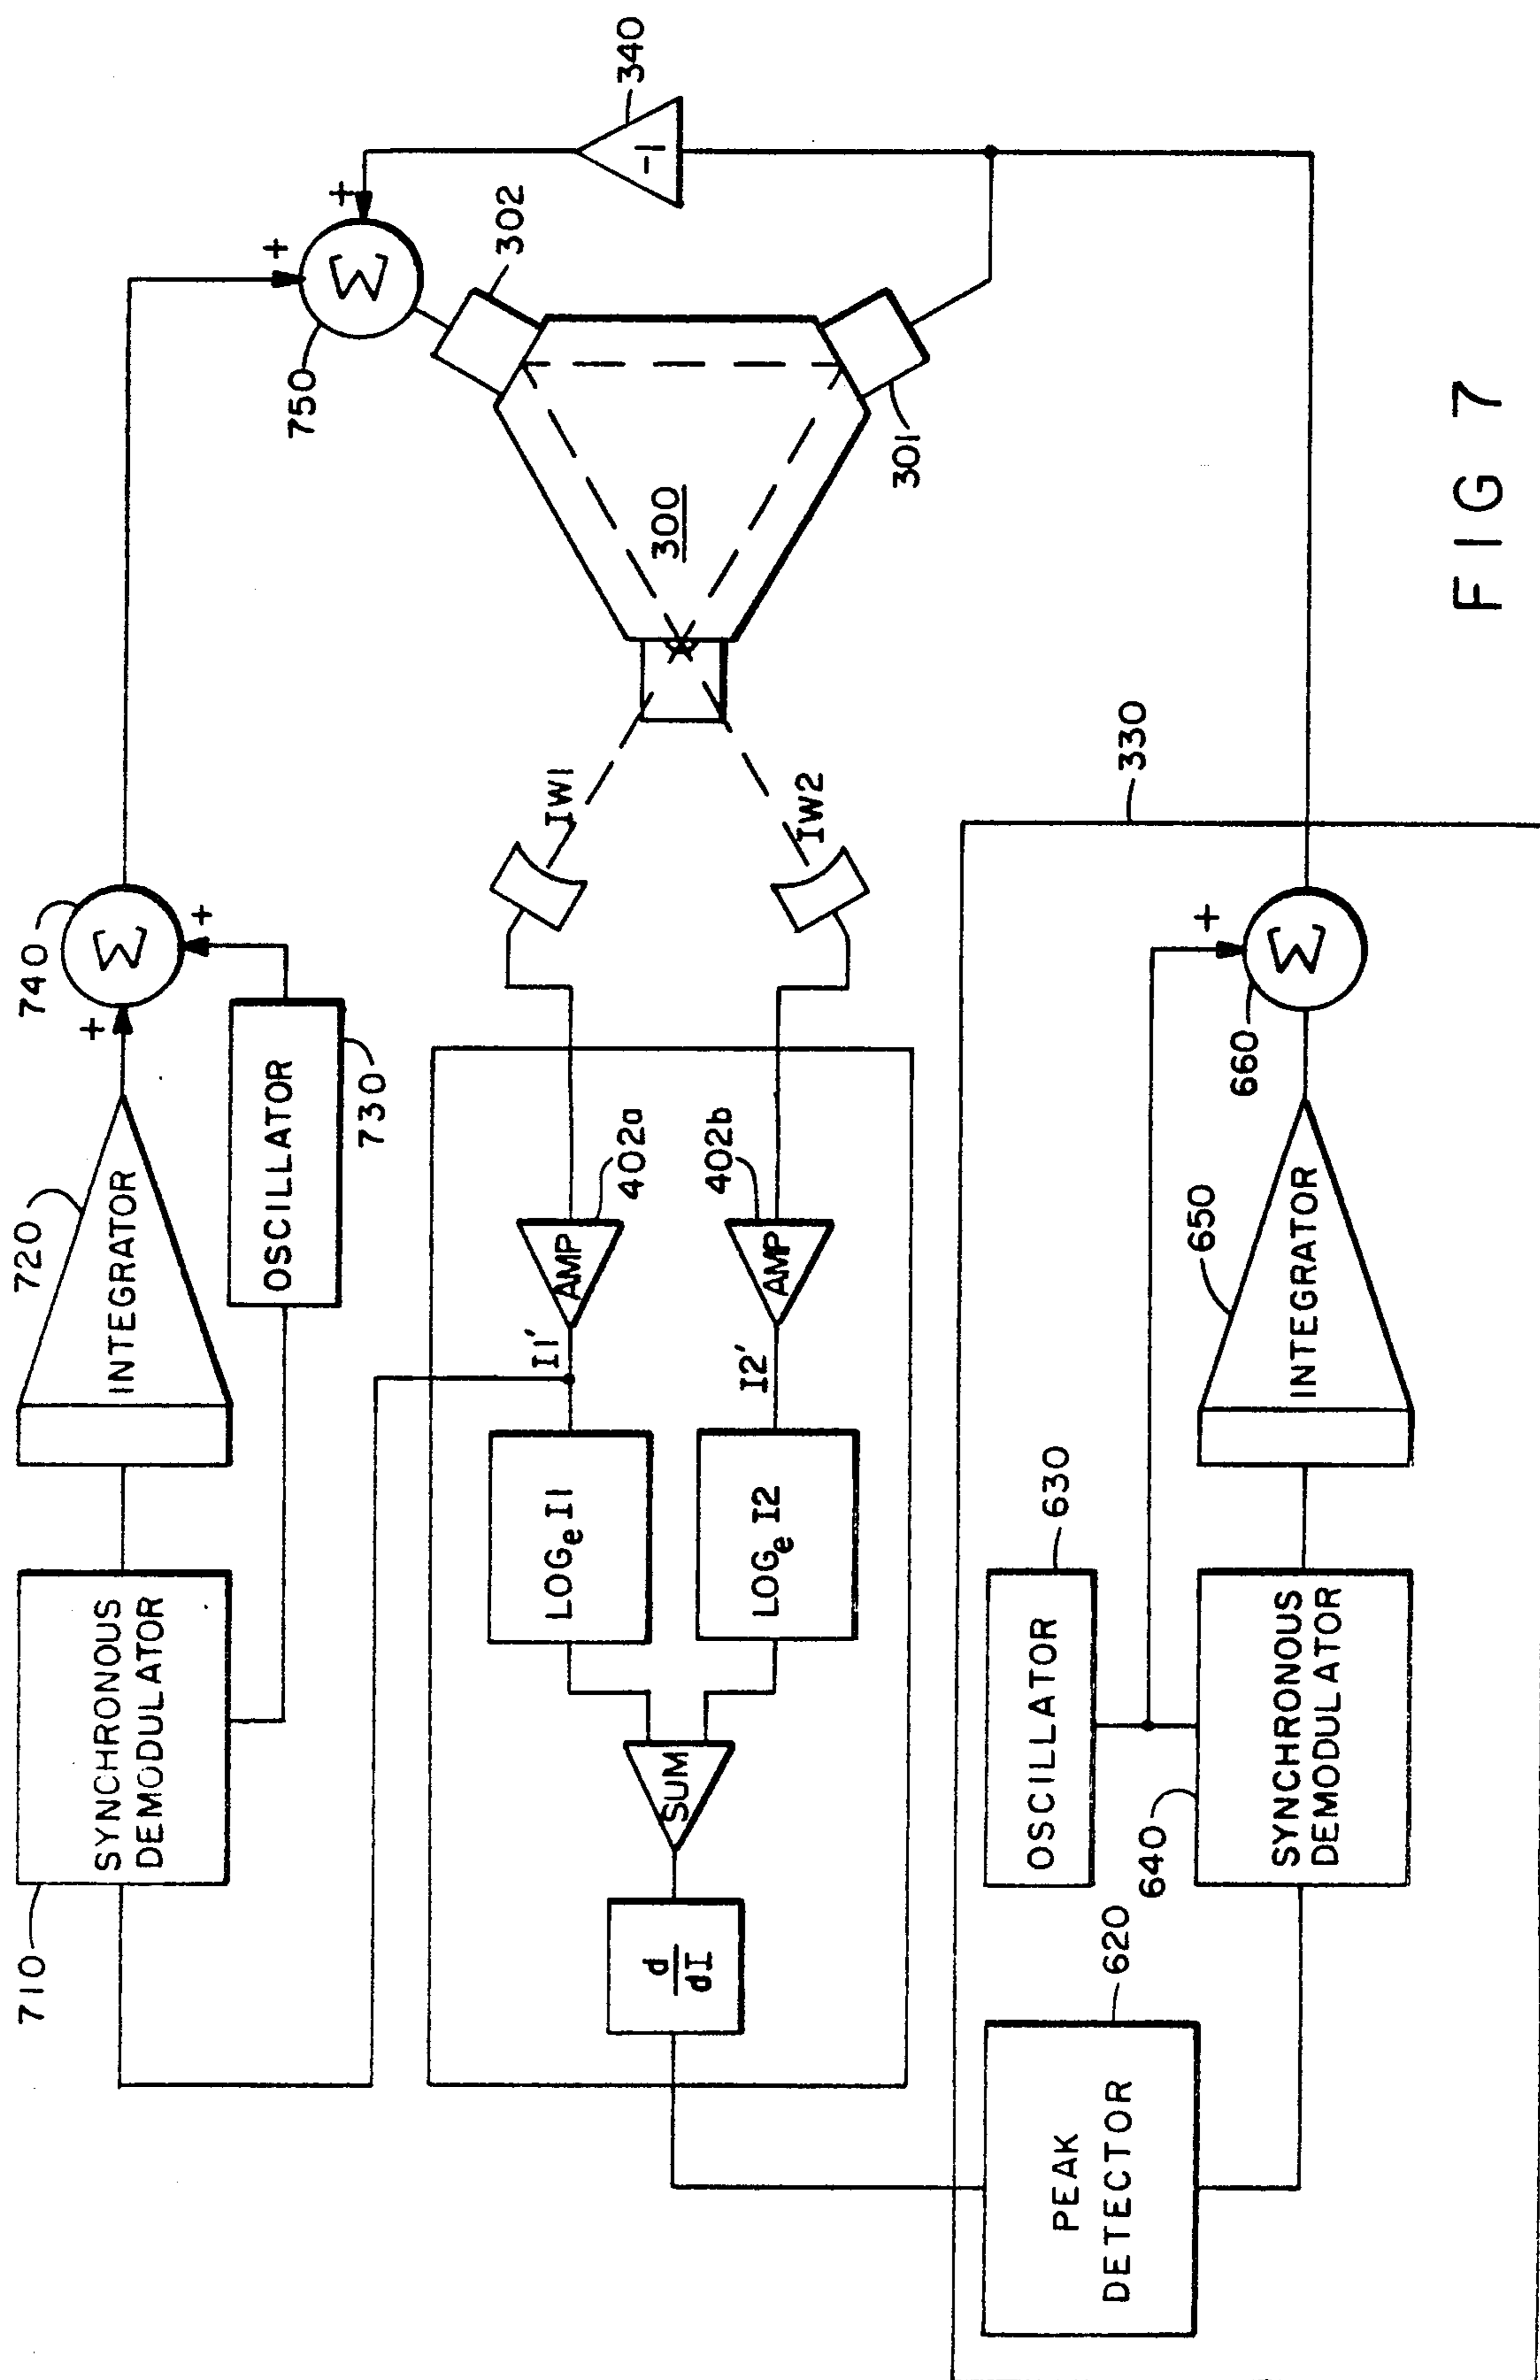 710
SYNCHRONOUS
DEMODULATOR
720
INTEGRATOR
OSCILLATOR
730
740
Σ
+
+
750
Σ
+
+
302
-1
340
300
301
IW1
IW2
402a
AMP
402b
AMP
I1'
I2'
LOGe I1
LOGe I2
SUM
d
dI
PEAK
DETECTOR
620
OSCILLATOR
630
640
SYNCHRONOUS
DEMODULATOR
650
INTEGRATOR
660
Σ
+
330
FIG 7